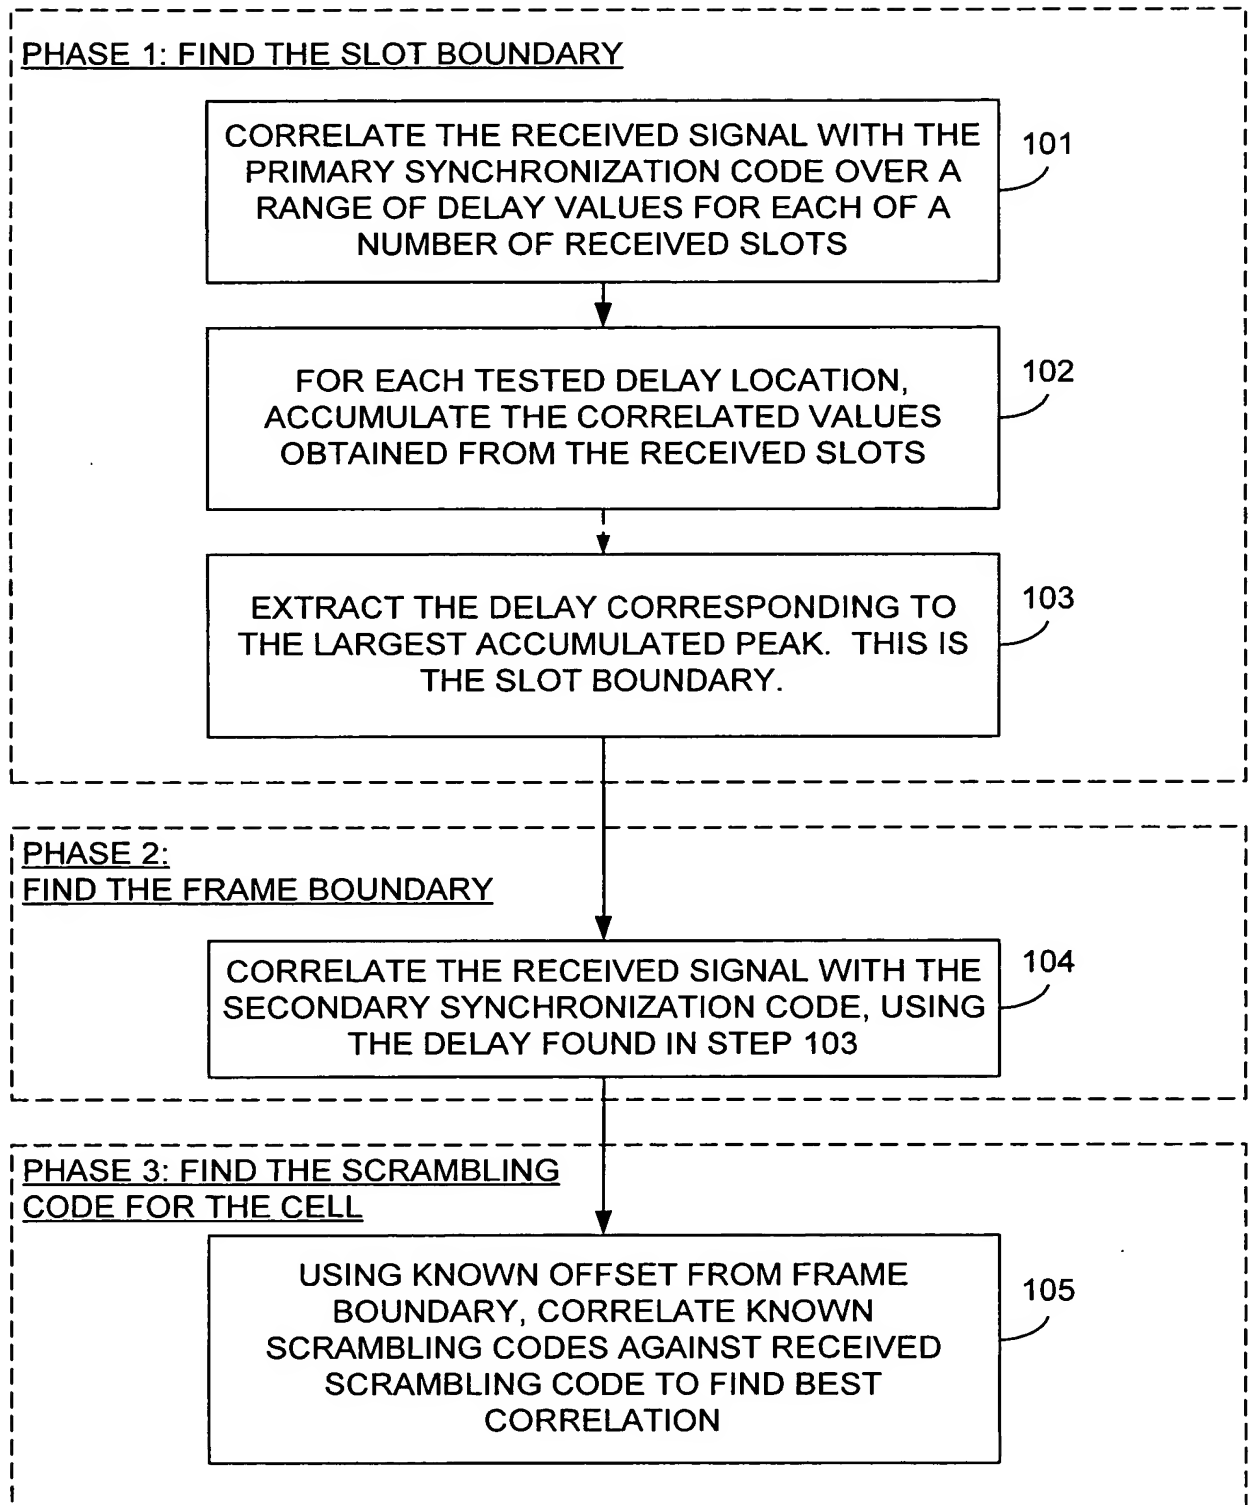 PHASE 1: FIND THE SLOT BOUNDARY
CORRELATE THE RECEIVED SIGNAL WITH THE
PRIMARY SYNCHRONIZATION CODE OVER A
RANGE OF DELAY VALUES FOR EACH OF A
NUMBER OF RECEIVED SLOTS
101
FOR EACH TESTED DELAY LOCATION,
ACCUMULATE THE CORRELATED VALUES
OBTAINED FROM THE RECEIVED SLOTS
102
EXTRACT THE DELAY CORRESPONDING TO
THE LARGEST ACCUMULATED PEAK. THIS IS
THE SLOT BOUNDARY.
103
PHASE 2:
FIND THE FRAME BOUNDARY
CORRELATE THE RECEIVED SIGNAL WITH THE
SECONDARY SYNCHRONIZATION CODE, USING
THE DELAY FOUND IN STEP 103
104
PHASE 3: FIND THE SCRAMBLING
CODE FOR THE CELL
USING KNOWN OFFSET FROM FRAME
BOUNDARY, CORRELATE KNOWN
SCRAMBLING CODES AGAINST RECEIVED
SCRAMBLING CODE TO FIND BEST
CORRELATION
105